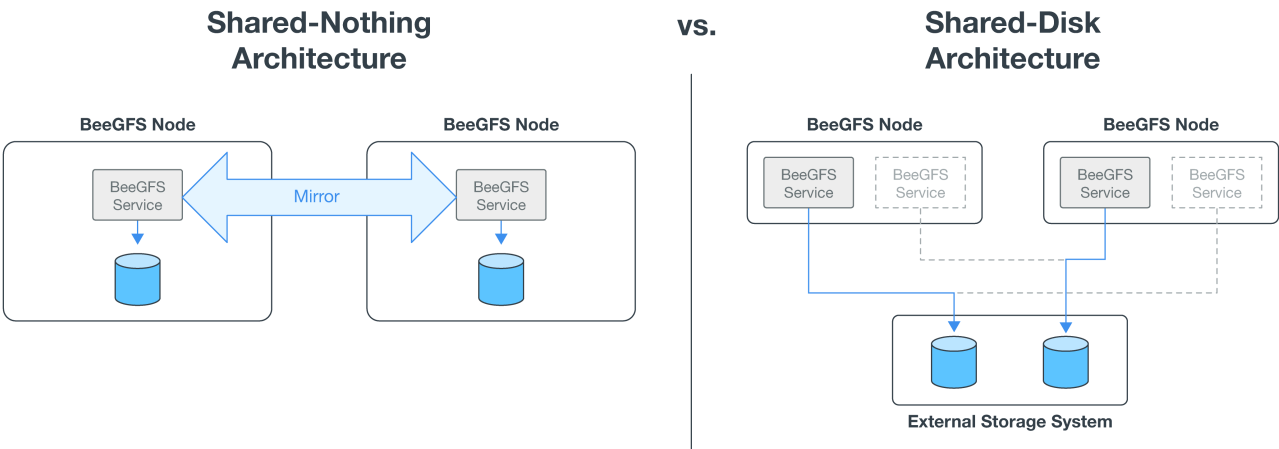 Shared-Nothing
Architecture
vs.
Shared-Disk
Architecture
BeeGFS Node
BeeGFS Node
BeeGFS
Service
Mirror
BeeGFS
Service
BeeGFS Node
BeeGFS Node
BeeGFS
Service
BeeGFS
Service
BeeGFS
Service
BeeGFS
Service
External Storage System